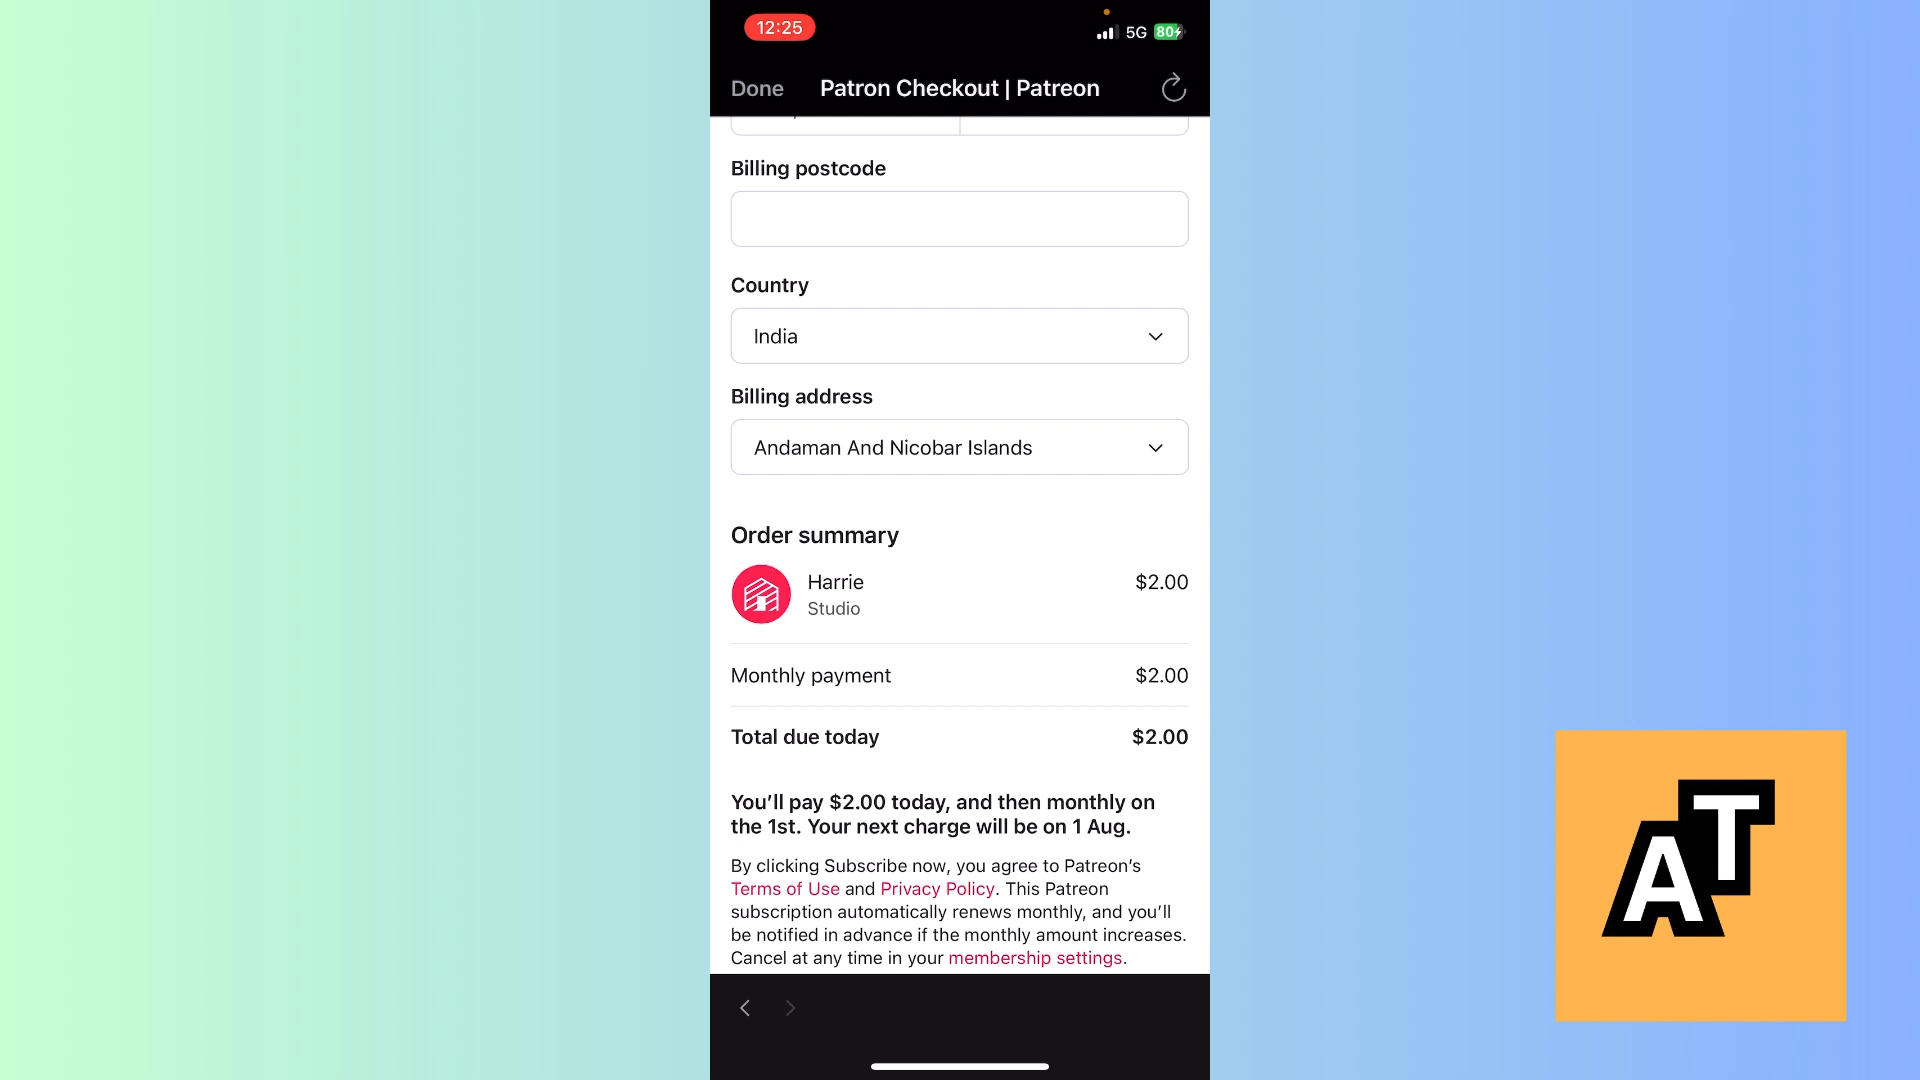 12:25
5G 80
Done
Patron Checkout | Patreon
Billing postcode
Country
India
Billing address
Andaman And Nicobar Islands
Order summary
Harrie $2.00
Studio
Monthly payment $2.00
Total due today $2.00
You’ll pay $2.00 today, and then monthly on
the 1st. Your next charge will be on 1 Aug.
By clicking Subscribe now, you agree to Patreon’s
Terms of Use and Privacy Policy. This Patreon
subscription automatically renews monthly, and you’ll
be notified in advance if the monthly amount increases.
Cancel at any time in your membership settings.
AT